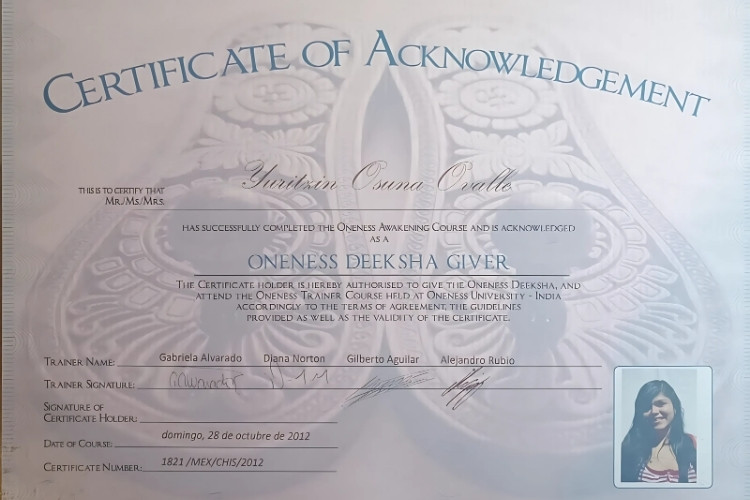 CERTIFICATE OF ACKNOWLEDGEMENT
THIS IS TO CERTIFY THAT
MR./MS./MRS. Yuritzin Osuna Ovalle
HAS SUCCESSFULLY COMPLETED THE ONENESS AWAKENING COURSE AND IS ACKNOWLEDGED
AS A
ONENESS DEEKSHA GIVER
THE CERTIFICATE HOLDER IS HEREBY AUTHORISED TO GIVE THE ONENESS DEEKSHA, AND
ATTEND THE ONENESS TRAINER COURSE HELD AT ONENESS UNIVERSITY - INDIA
ACCORDINGLY TO THE TERMS OF AGREEMENT, THE GUIDELINES
PROVIDED AS WELL AS THE VALIDITY OF THE CERTIFICATE.
TRAINER NAME: Gabriela Alvarado Diana Norton Gilberto Aguilar Alejandro Rubio
TRAINER SIGNATURE:
SIGNATURE OF
CERTIFICATE HOLDER:
DATE OF COURSE: domingo, 28 de octubre de 2012
CERTIFICATE NUMBER: 1821 /MEX/CHIS/2012